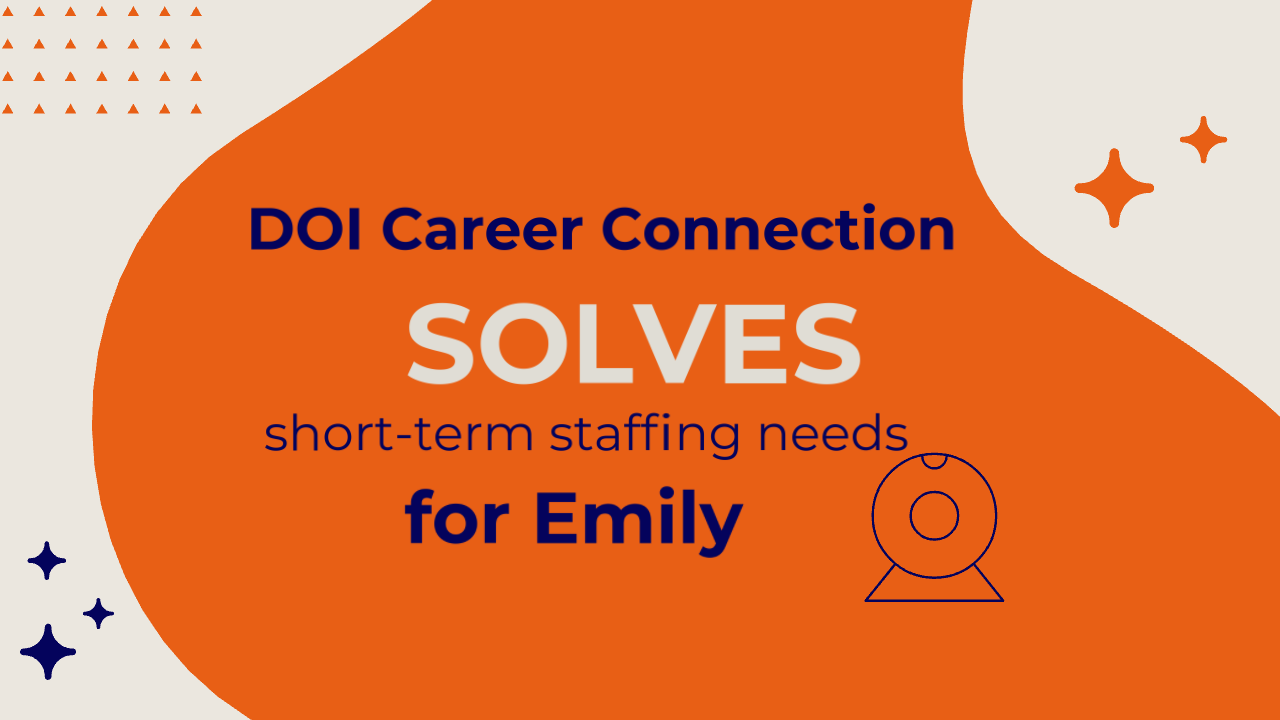 DOI Career Connection
SOLVES
short-term staffing needs
for Emily